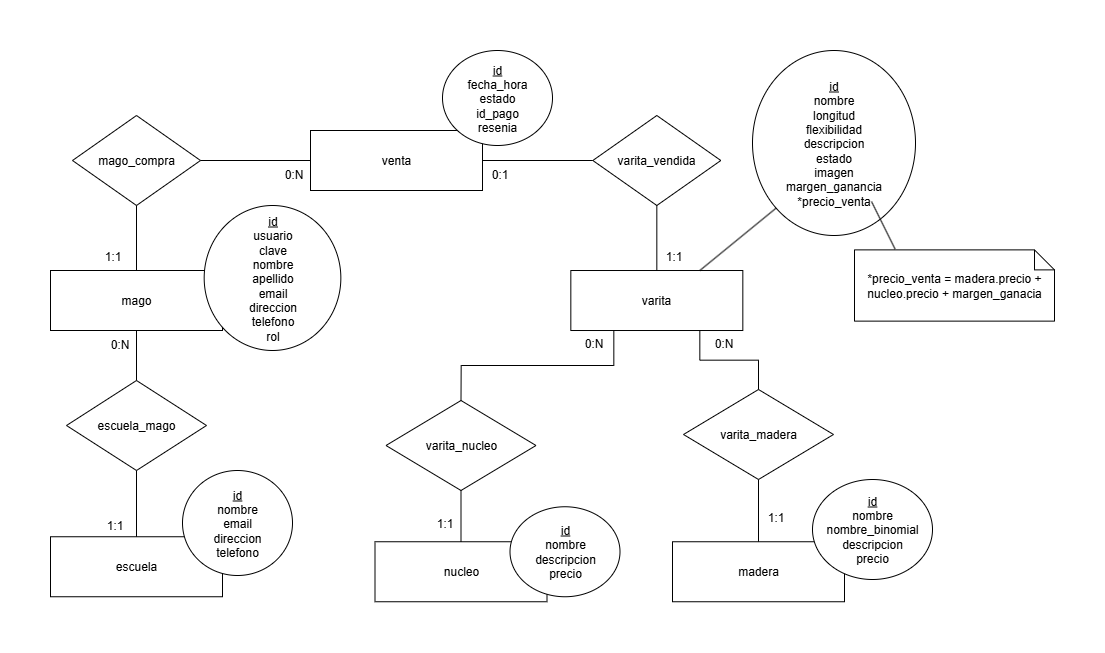 id
fecha_hora
estado
id_pago
resenia
venta
mago_compra
0:N
0:1
varita_vendida
id
nombre
longitud
flexibilidad
descripcion
estado
imagen
margen_ganancia
*precio_venta
*precio_venta = madera.precio +
nucleo.precio + margen_ganacia
1:1
id
usuario
clave
nombre
apellido
email
direccion
telefono
rol
mago
1:1
varita
0:N
0:N
0:N
escuela_mago
varita_nucleo
varita_madera
1:1
id
nombre
email
direccion
telefono
escuela
1:1
id
nombre
descripcion
precio
nucleo
1:1
id
nombre
nombre_binomial
descripcion
precio
madera